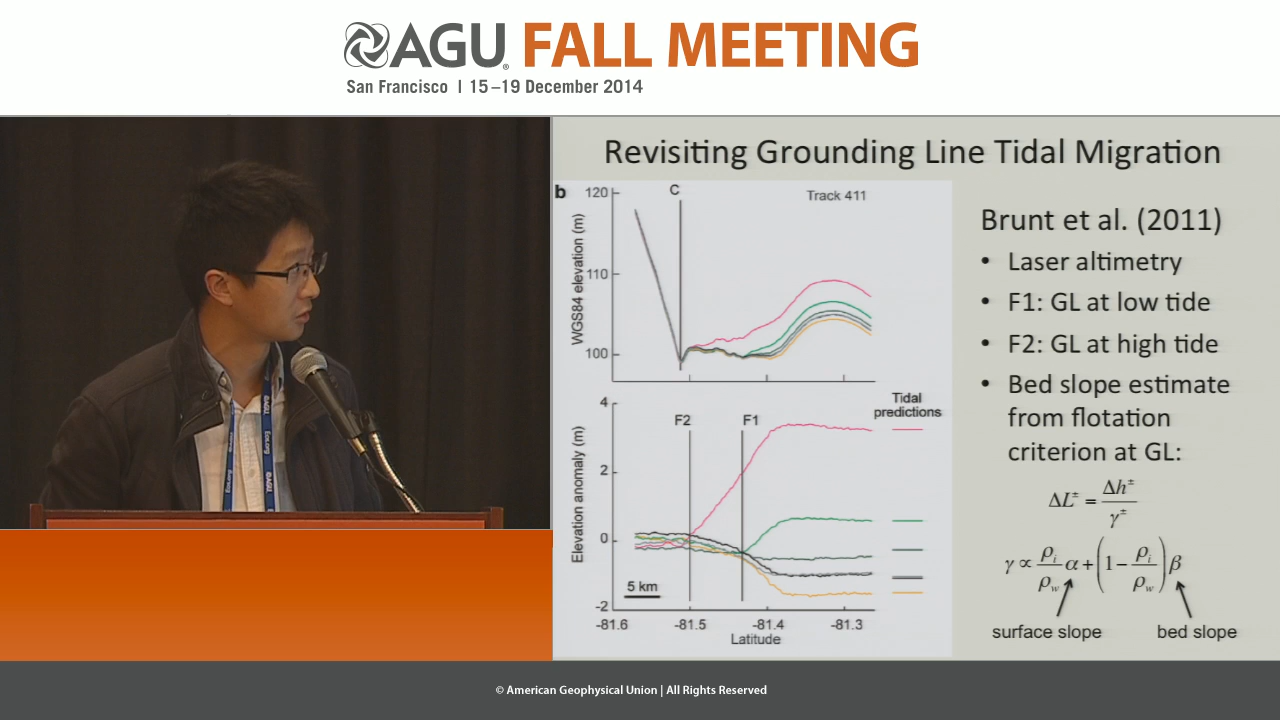 AGU FALL MEETING
San Francisco | 15–19 December 2014
Revisiting Grounding Line Tidal Migration
b
120
C
Track 411
WGS84 elevation (m)
110
100
4
Tidal
predictions
F2
F1
Elevation anomaly (m)
2
0
5 km
-2
-81.6
-81.5
-81.4
-81.3
Latitude
Brunt et al. (2011)
• Laser altimetry
• F1: GL at low tide
• F2: GL at high tide
• Bed slope estimate
from flotation
criterion at GL:
ΔL± = Δh± / γ±
γ ∝ ρi/ρw α + (1 − ρi/ρw) β
surface slope
bed slope
© American Geophysical Union | All Rights Reserved